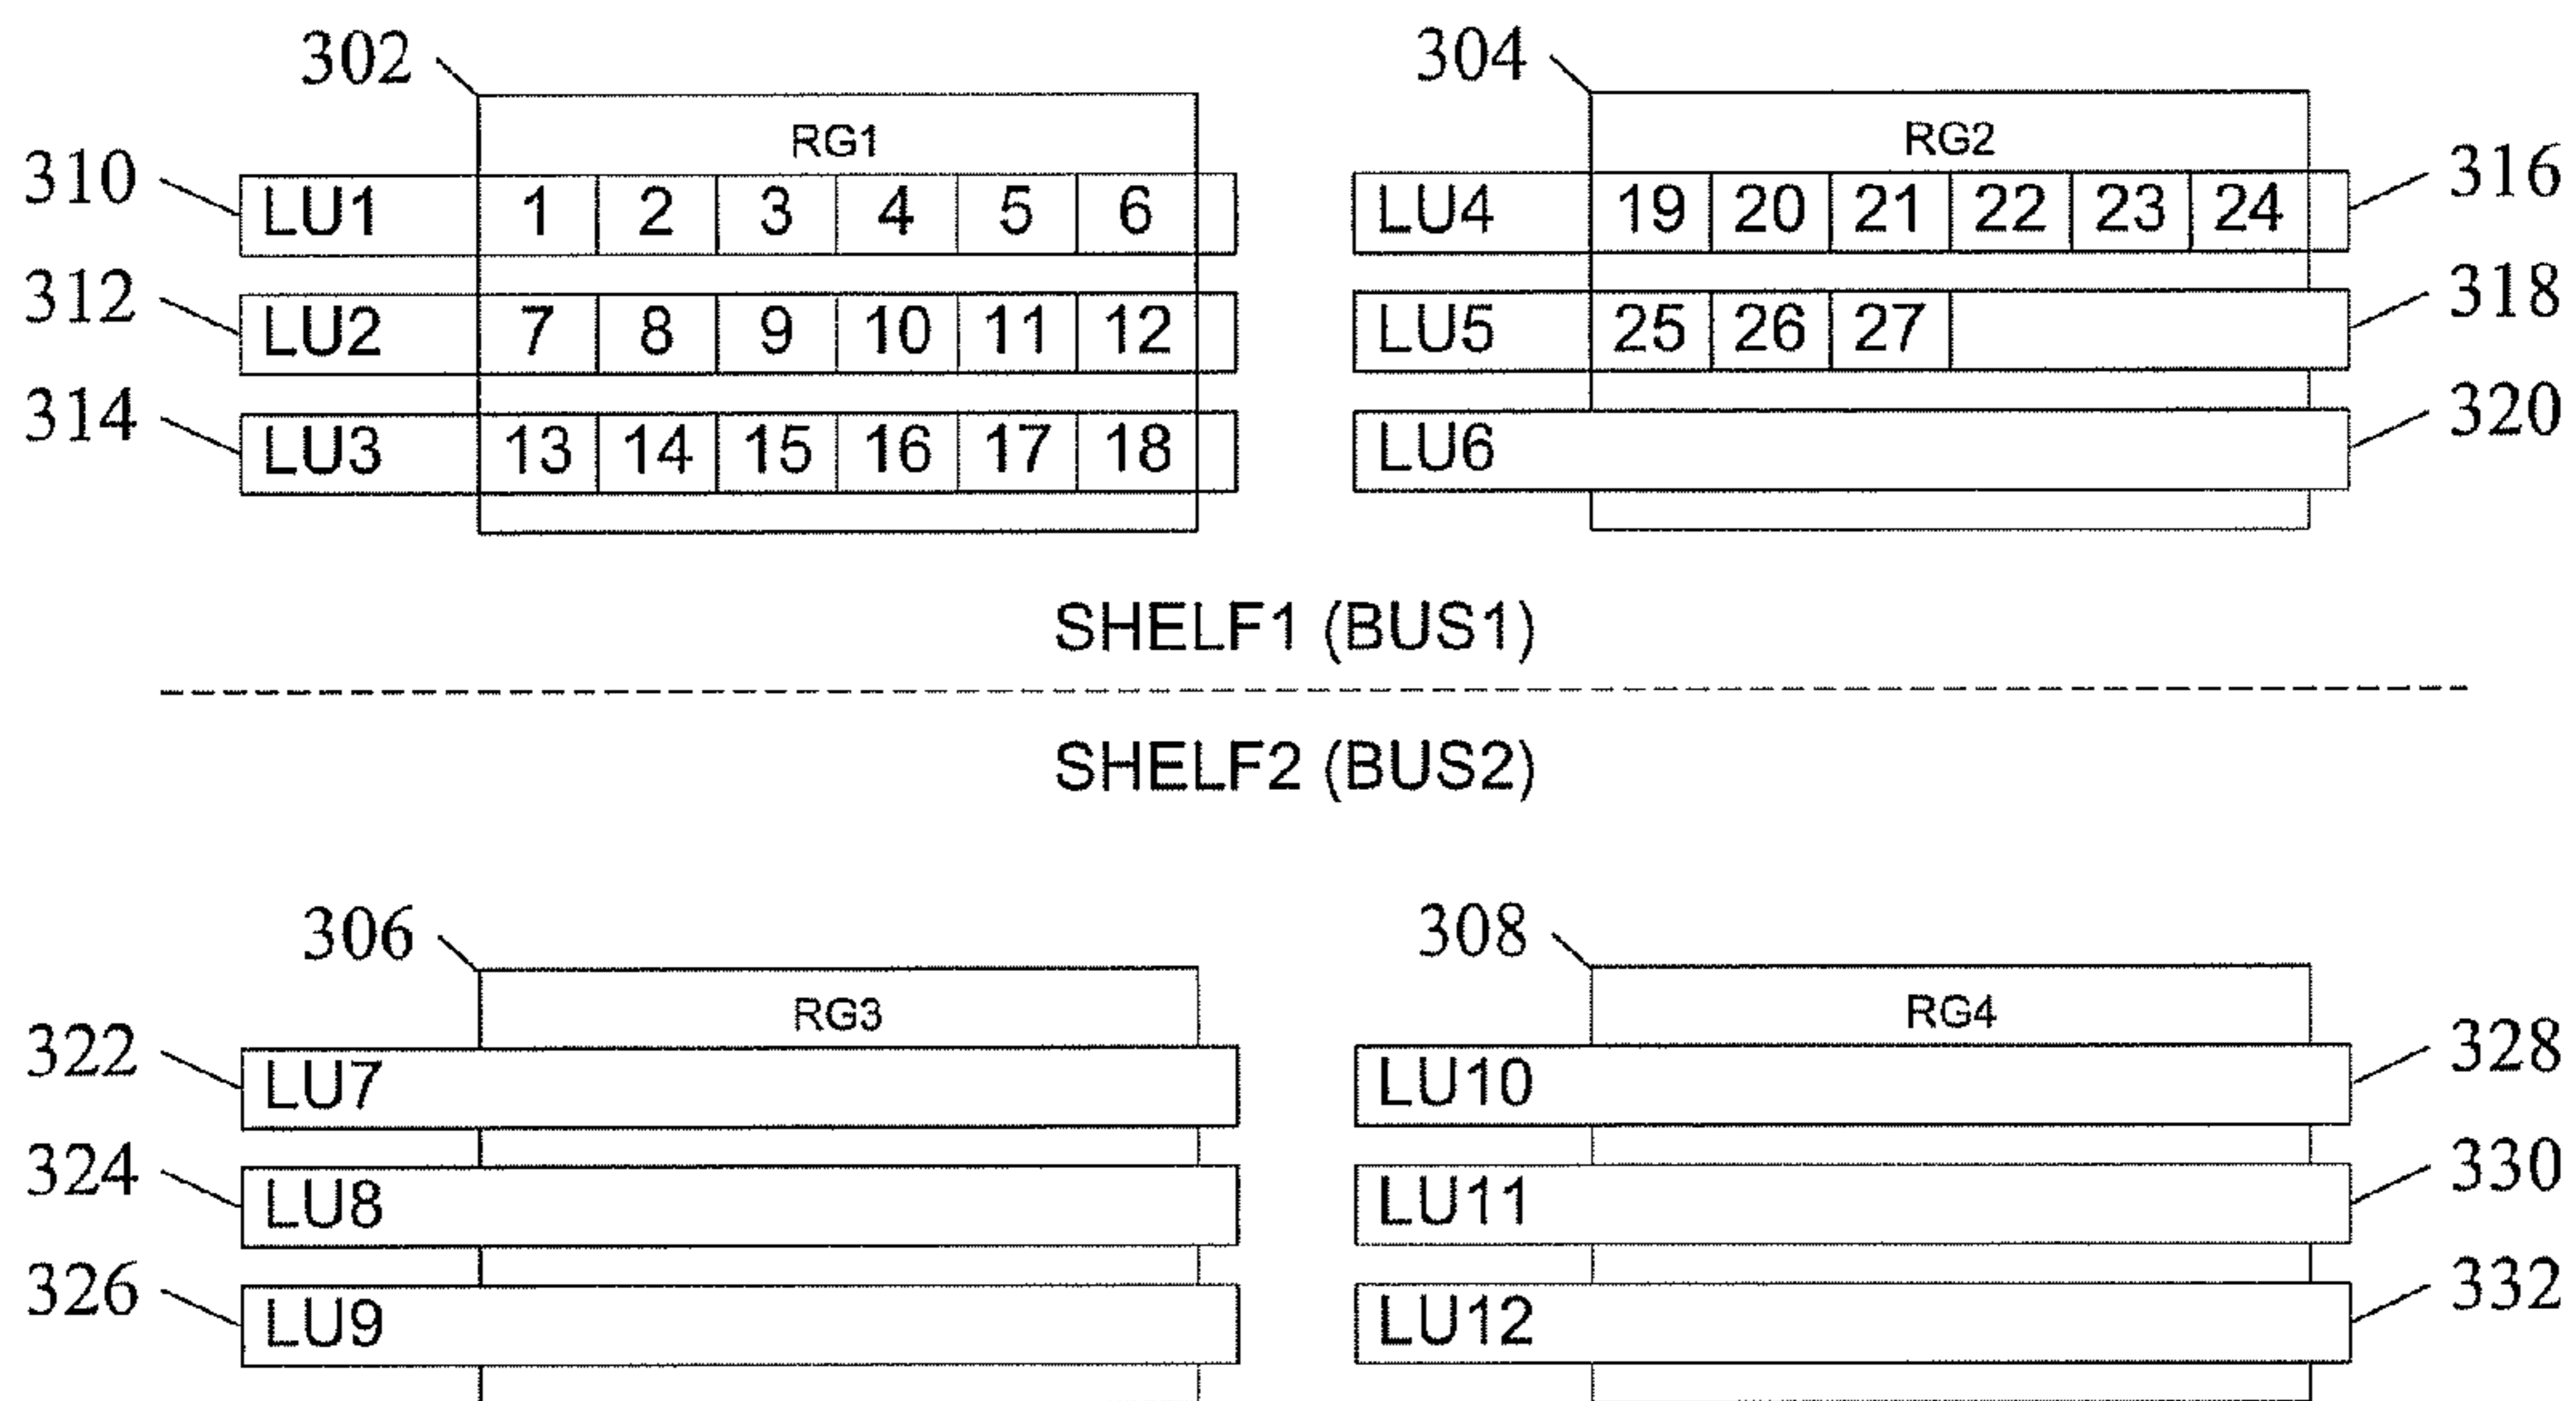 302 304
RG1 RG2
310 LU1 1 2 3 4 5 6 LU4 19 20 21 22 23 24 316
312 LU2 7 8 9 10 11 12 LU5 25 26 27 318
314 LU3 13 14 15 16 17 18 LU6 320
SHELF1 (BUS1)
SHELF2 (BUS2)
306 308
RG3 RG4
322 LU7 LU10 328
324 LU8 LU11 330
326 LU9 LU12 332